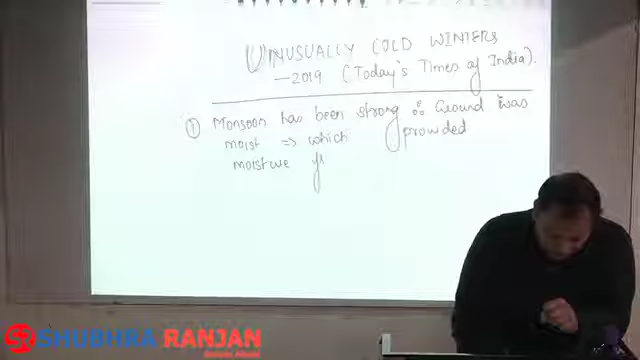 UNUSUALLY COLD WINTERS
-2019 (Today's Times of India).
① Monsoon has been strong ∴ Ground was
moist => which provided
moisture
SR SHUBHRA RANJAN